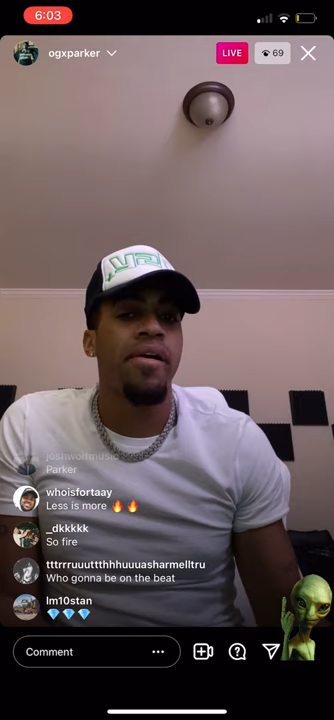 6:03
ogxparker
LIVE
69
joshworlmusic
Parker
whoisfortaay
Less is more 🔥🔥
_dkkkkk
So fire
tttrrruuuttthhhuuuasharmelltru
Who gonna be on the beat
lm10stan
💎💎💎
Comment